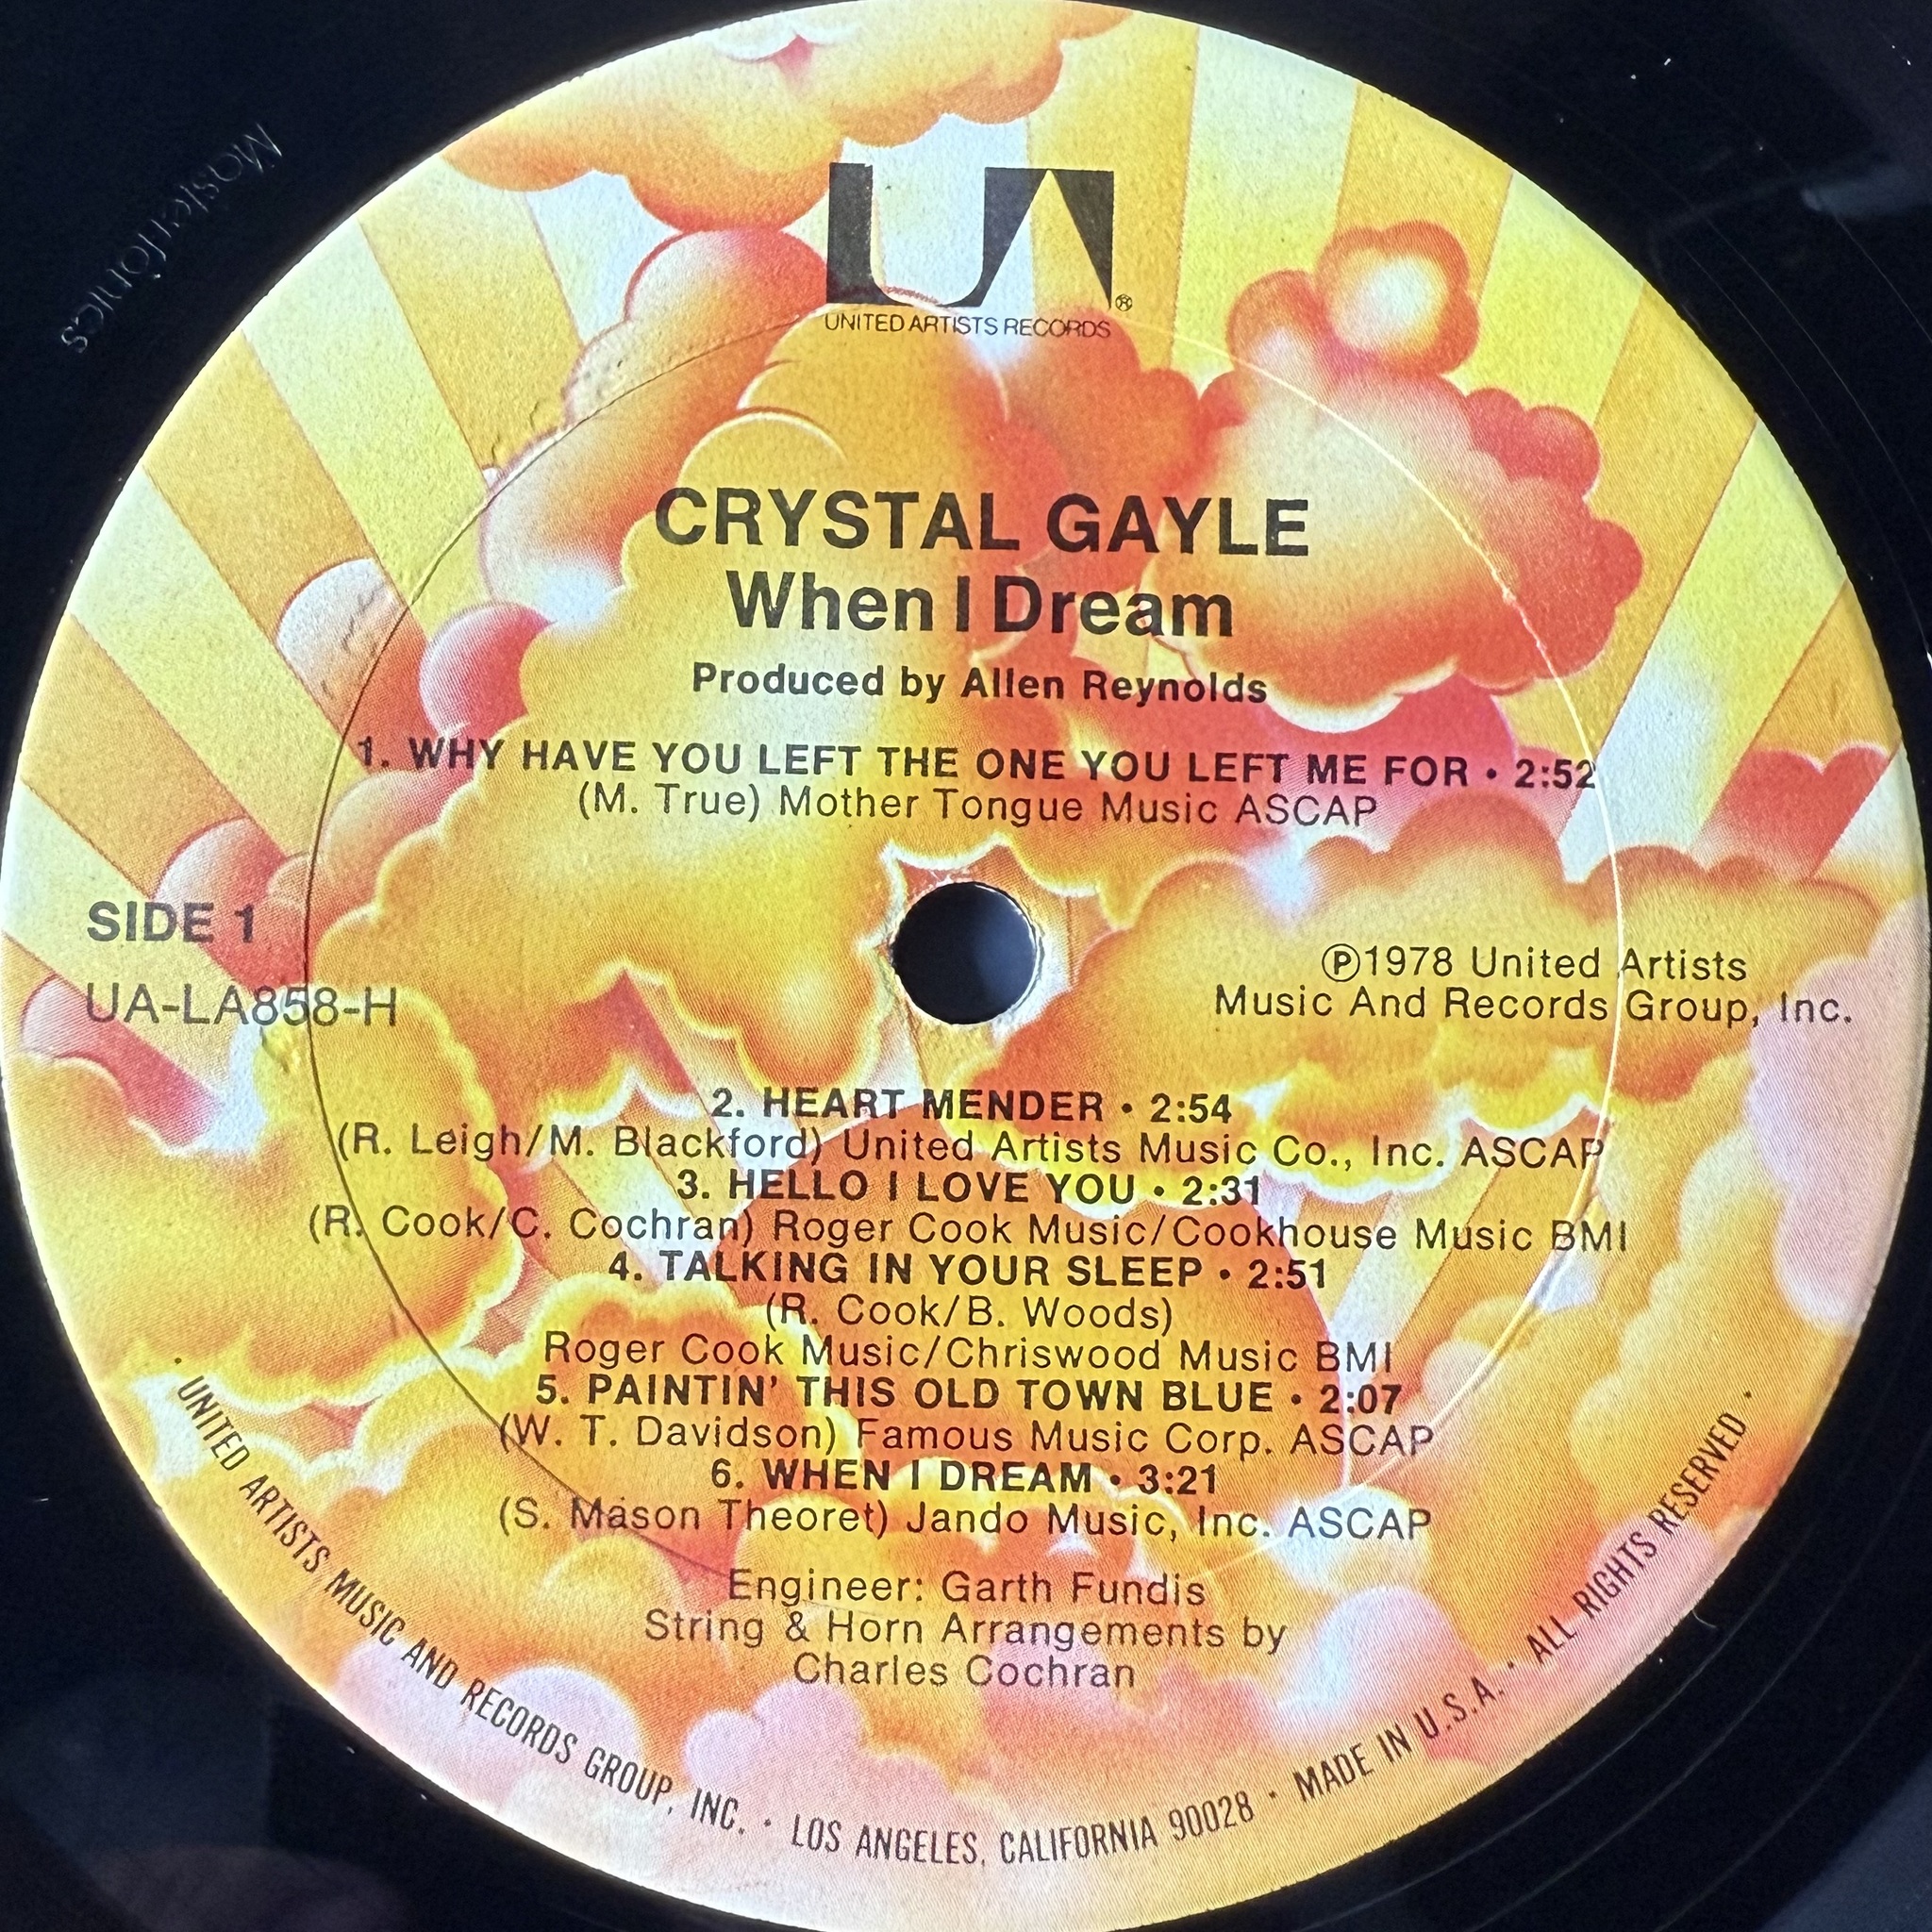 Masterfonics
UA®
UNITED ARTISTS RECORDS
CRYSTAL GAYLE
When I Dream
Produced by Allen Reynolds
1. WHY HAVE YOU LEFT THE ONE YOU LEFT ME FOR • 2:52
(M. True) Mother Tongue Music ASCAP
SIDE 1
UA-LA858-H
Ⓟ1978 United Artists
Music And Records Group, Inc.
2. HEART MENDER • 2:54
(R. Leigh/M. Blackford) United Artists Music Co., Inc. ASCAP
3. HELLO I LOVE YOU • 2:31
(R. Cook/C. Cochran) Roger Cook Music/Cookhouse Music BMI
4. TALKING IN YOUR SLEEP • 2:51
(R. Cook/B. Woods)
Roger Cook Music/Chriswood Music BMI
5. PAINTIN' THIS OLD TOWN BLUE • 2:07
(W. T. Davidson) Famous Music Corp. ASCAP
6. WHEN I DREAM • 3:21
(S. Mason Theoret) Jando Music, Inc. ASCAP
Engineer: Garth Fundis
String & Horn Arrangements by
Charles Cochran
• UNITED ARTISTS MUSIC AND RECORDS GROUP, INC. • LOS ANGELES, CALIFORNIA 90028 • MADE IN U.S.A. • ALL RIGHTS RESERVED •